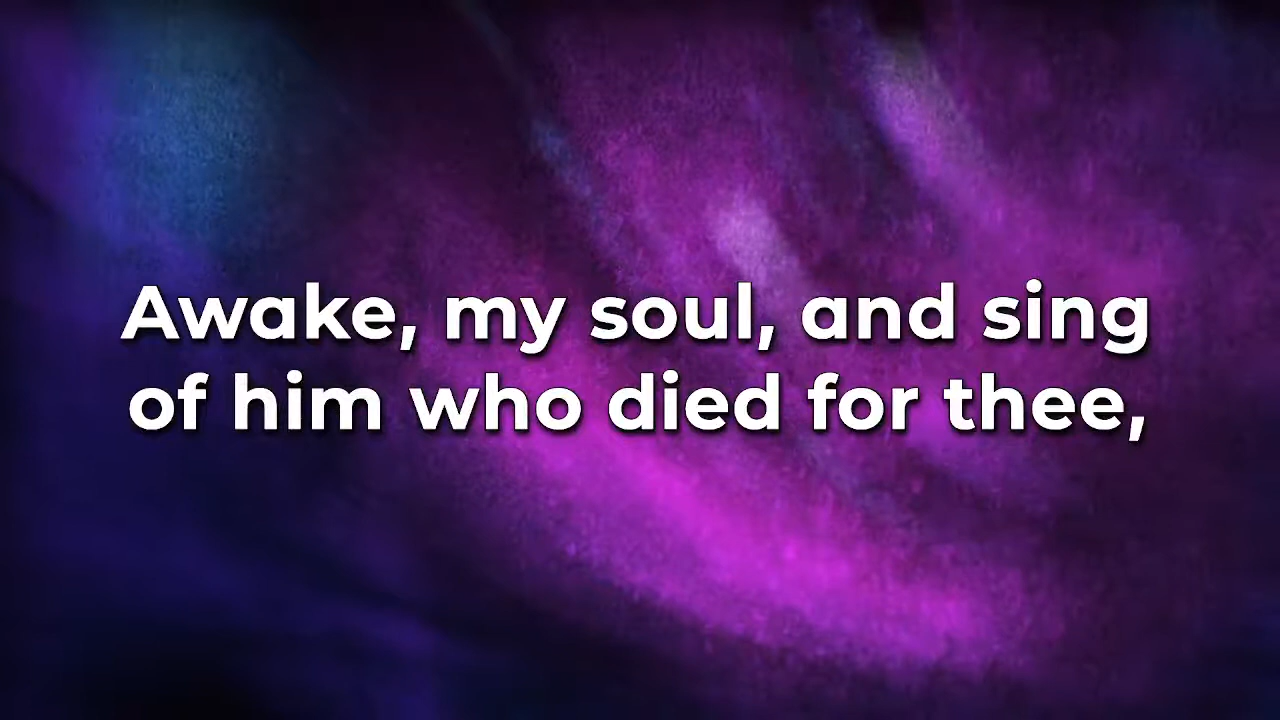 Awake, my soul, and sing
of him who died for thee,